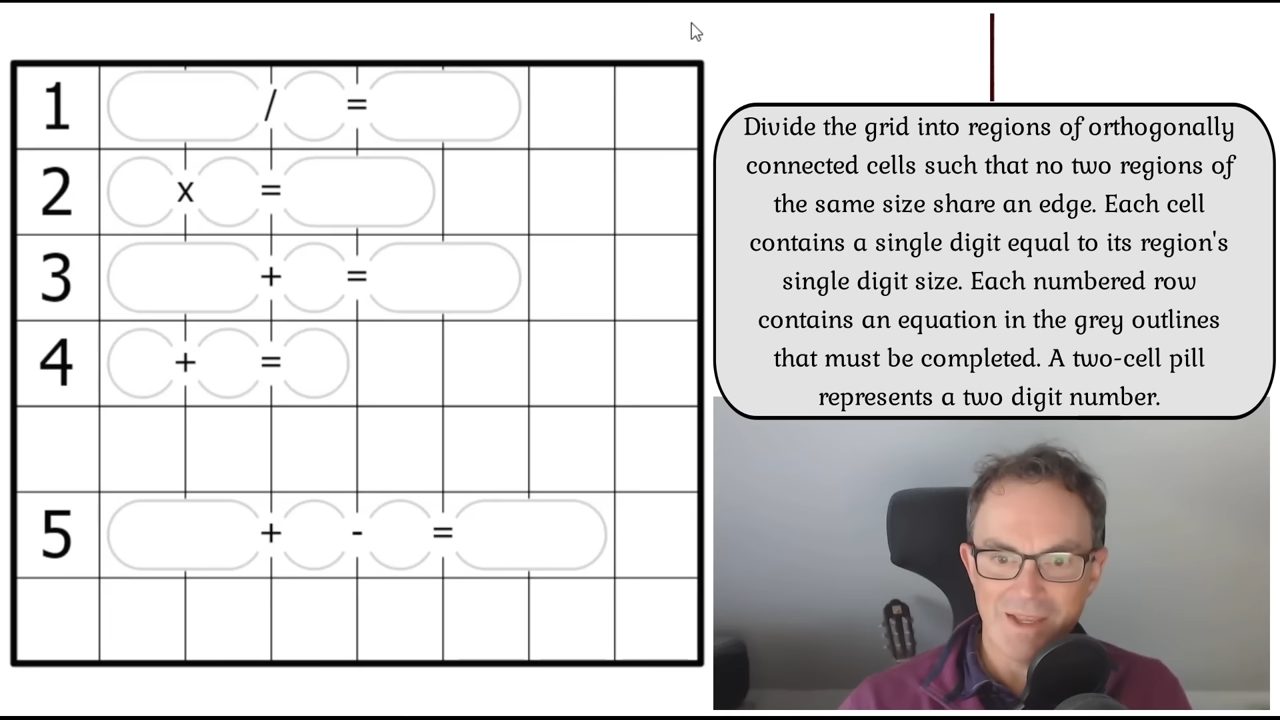 1 / =
2 x =
3 + =
4 + =
5 + - =
Divide the grid into regions of orthogonally
connected cells such that no two regions of
the same size share an edge. Each cell
contains a single digit equal to its region's
single digit size. Each numbered row
contains an equation in the grey outlines
that must be completed. A two-cell pill
represents a two digit number.